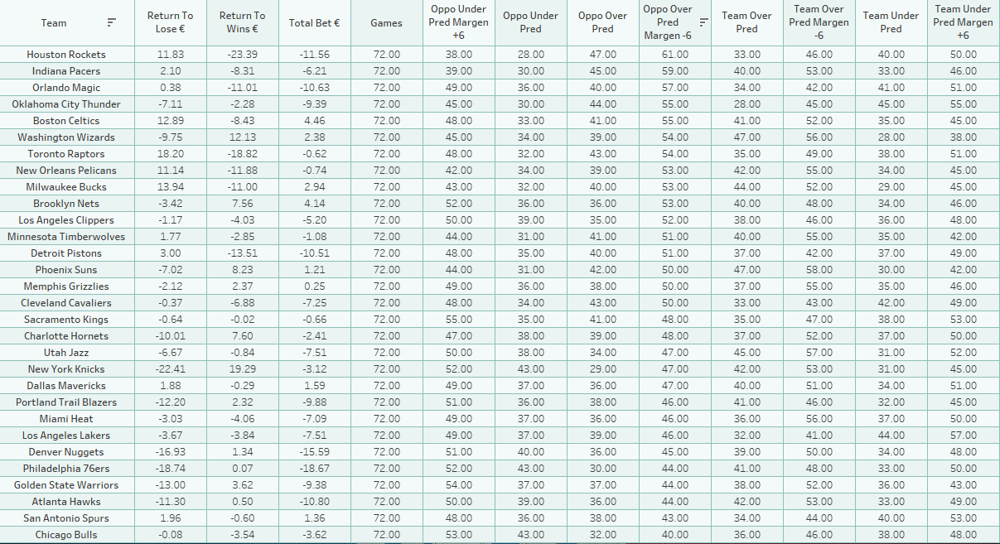 Team Return To Lose € Return To Wins € Total Bet € Games Oppo Under Pred Margen +6 Oppo Under Pred Oppo Over Pred Oppo Over Pred Margen -6 Team Over Pred Team Over Pred Margen -6 Team Under Pred Team Under Pred Margen +6
Houston Rockets 11.83 -23.39 -11.56 72.00 38.00 28.00 47.00 61.00 33.00 46.00 40.00 50.00
Indiana Pacers 2.10 -8.31 -6.21 72.00 39.00 30.00 45.00 59.00 40.00 53.00 33.00 46.00
Orlando Magic 0.38 -11.01 -10.63 72.00 49.00 36.00 40.00 57.00 34.00 42.00 41.00 51.00
Oklahoma City Thunder -7.11 -2.28 -9.39 72.00 45.00 30.00 44.00 55.00 28.00 45.00 45.00 55.00
Boston Celtics 12.89 -8.43 4.46 72.00 48.00 33.00 41.00 55.00 41.00 52.00 35.00 45.00
Washington Wizards -9.75 12.13 2.38 72.00 45.00 34.00 39.00 54.00 47.00 56.00 28.00 38.00
Toronto Raptors 18.20 -18.82 -0.62 72.00 48.00 32.00 43.00 54.00 35.00 49.00 38.00 51.00
New Orleans Pelicans 11.14 -11.88 -0.74 72.00 42.00 34.00 39.00 53.00 42.00 55.00 34.00 45.00
Milwaukee Bucks 13.94 -11.00 2.94 72.00 43.00 32.00 40.00 53.00 44.00 52.00 29.00 45.00
Brooklyn Nets -3.42 7.56 4.14 72.00 52.00 36.00 36.00 53.00 40.00 48.00 34.00 46.00
Los Angeles Clippers -1.17 -4.03 -5.20 72.00 50.00 39.00 35.00 52.00 38.00 46.00 36.00 48.00
Minnesota Timberwolves 1.77 -2.85 -1.08 72.00 44.00 31.00 41.00 51.00 40.00 55.00 35.00 42.00
Detroit Pistons 3.00 -13.51 -10.51 72.00 48.00 35.00 40.00 51.00 37.00 42.00 37.00 49.00
Phoenix Suns -7.02 8.23 1.21 72.00 44.00 31.00 42.00 50.00 47.00 58.00 30.00 42.00
Memphis Grizzlies -2.12 2.37 0.25 72.00 49.00 36.00 38.00 50.00 37.00 55.00 35.00 46.00
Cleveland Cavaliers -0.37 -6.88 -7.25 72.00 48.00 34.00 43.00 50.00 33.00 43.00 42.00 49.00
Sacramento Kings -0.64 -0.02 -0.66 72.00 55.00 35.00 41.00 48.00 35.00 47.00 38.00 53.00
Charlotte Hornets -10.01 7.60 -2.41 72.00 47.00 38.00 39.00 48.00 37.00 52.00 37.00 50.00
Utah Jazz -6.67 -0.84 -7.51 72.00 50.00 38.00 34.00 47.00 45.00 57.00 31.00 52.00
New York Knicks -22.41 19.29 -3.12 72.00 52.00 43.00 29.00 47.00 42.00 53.00 31.00 45.00
Dallas Mavericks 1.88 -0.29 1.59 72.00 49.00 37.00 36.00 47.00 40.00 51.00 34.00 51.00
Portland Trail Blazers -12.20 2.32 -9.88 72.00 51.00 36.00 38.00 46.00 41.00 46.00 32.00 45.00
Miami Heat -3.03 -4.06 -7.09 72.00 49.00 37.00 36.00 46.00 36.00 56.00 37.00 50.00
Los Angeles Lakers -3.67 -3.84 -7.51 72.00 49.00 37.00 39.00 46.00 32.00 41.00 44.00 57.00
Denver Nuggets -16.93 1.34 -15.59 72.00 51.00 40.00 36.00 45.00 39.00 50.00 34.00 48.00
Philadelphia 76ers -18.74 0.07 -18.67 72.00 52.00 43.00 30.00 44.00 41.00 48.00 33.00 50.00
Golden State Warriors -13.00 3.62 -9.38 72.00 54.00 37.00 37.00 44.00 38.00 52.00 36.00 43.00
Atlanta Hawks -11.30 0.50 -10.80 72.00 50.00 39.00 36.00 44.00 42.00 53.00 33.00 49.00
San Antonio Spurs 1.96 -0.60 1.36 72.00 48.00 36.00 38.00 43.00 34.00 44.00 40.00 53.00
Chicago Bulls -0.08 -3.54 -3.62 72.00 53.00 43.00 32.00 40.00 36.00 46.00 38.00 48.00